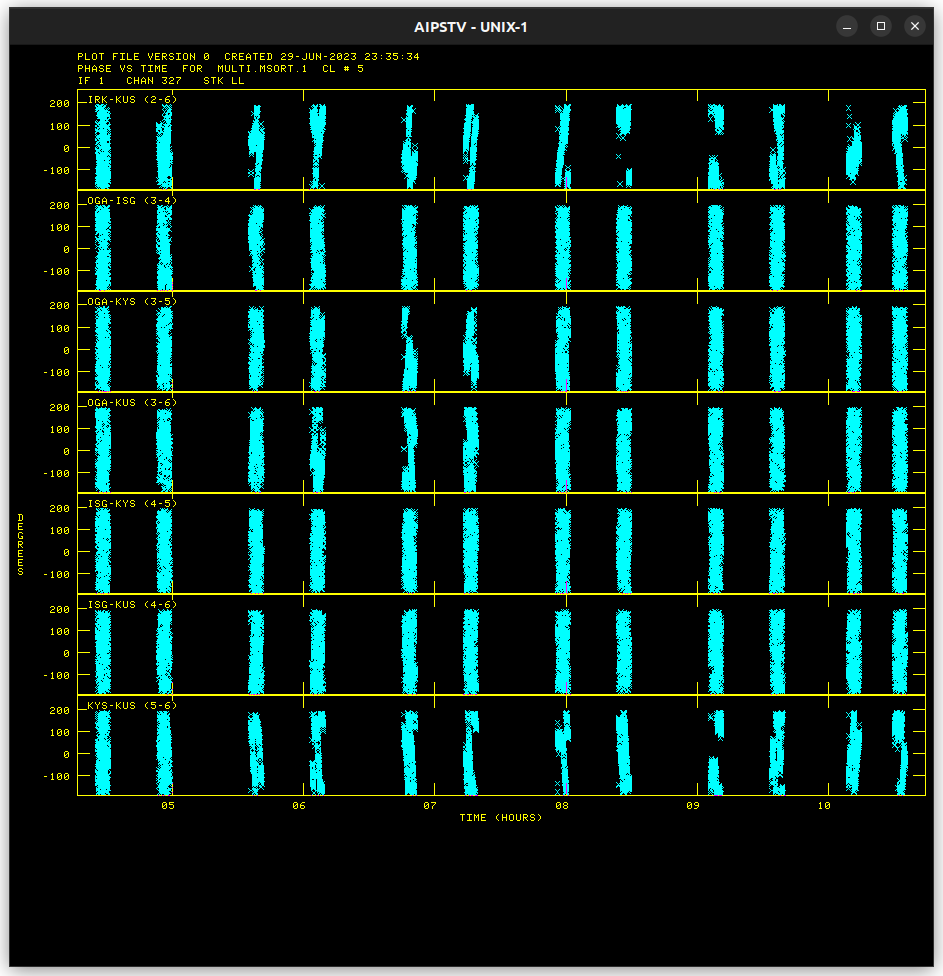 AIPSTV - UNIX-1
PLOT FILE VERSION 0 CREATED 29-JUN-2023 23:35:34
PHASE VS TIME FOR MULTI.MSORT.1 CL # 5
IF 1 CHAN 327 STK LL
IRK-KUS (2-6)
200
100
0
-100
OGA-ISG (3-4)
200
100
0
-100
OGA-KYS (3-5)
200
100
0
-100
OGA-KUS (3-6)
200
100
0
-100
ISG-KYS (4-5)
200
100
0
-100
ISG-KUS (4-6)
200
100
0
-100
KYS-KUS (5-6)
200
100
0
-100
DEGREES
05 06 07 08 09 10
TIME (HOURS)